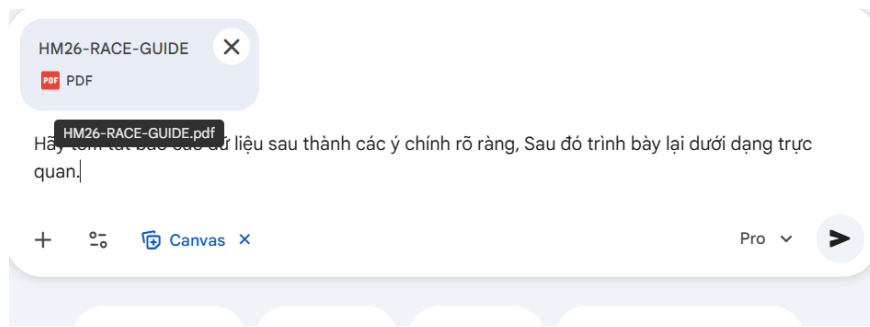 HM26-RACE-GUIDE
PDF PDF
HM26-RACE-GUIDE.pdf
Hãy liệu sau thành các ý chính rõ ràng, Sau đó trình bày lại dưới dạng trực
quan.
Canvas
Pro